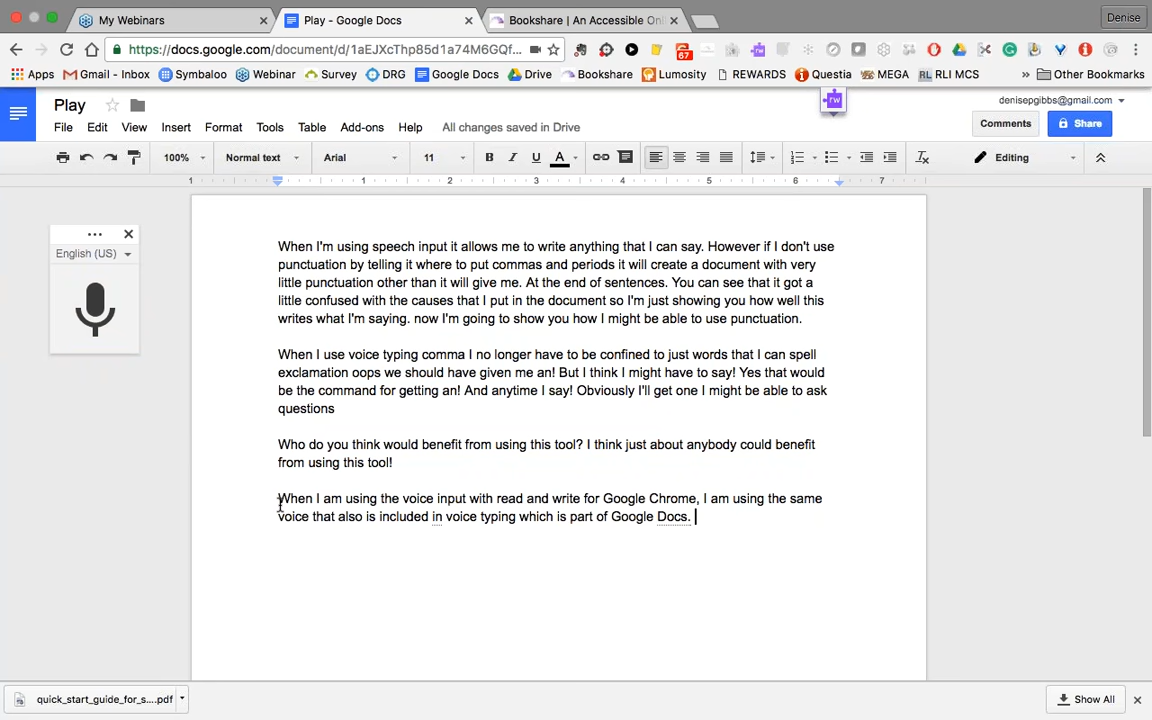 My Webinars
Play - Google Docs
Bookshare | An Accessible Onl
Denise
https://docs.google.com/document/d/1aEJXcThp85d1a74M6GQf...
67
Apps
Gmail - Inbox
Symbaloo
Webinar
Survey
DRG
Google Docs
Drive
Bookshare
Lumosity
REWARDS
Questia
MEGA
RL RLI MCS
»
Other Bookmarks
rw
Play
denisepgibbs@gmail.com
File
Edit
View
Insert
Format
Tools
Table
Add-ons
Help
All changes saved in Drive
Comments
Share
100%
Normal text
Arial
11
B
I
U
A
Editing
1 1 2 3 4 5 6 7
English (US)
When I'm using speech input it allows me to write anything that I can say. However if I don't use
punctuation by telling it where to put commas and periods it will create a document with very
little punctuation other than it will give me. At the end of sentences. You can see that it got a
little confused with the causes that I put in the document so I'm just showing you how well this
writes what I'm saying. now I'm going to show you how I might be able to use punctuation.
When I use voice typing comma I no longer have to be confined to just words that I can spell
exclamation oops we should have given me an! But I think I might have to say! Yes that would
be the command for getting an! And anytime I say! Obviously I'll get one I might be able to ask
questions
Who do you think would benefit from using this tool? I think just about anybody could benefit
from using this tool!
When I am using the voice input with read and write for Google Chrome, I am using the same
voice that also is included in voice typing which is part of Google Docs.
quick_start_guide_for_s....pdf
Show All